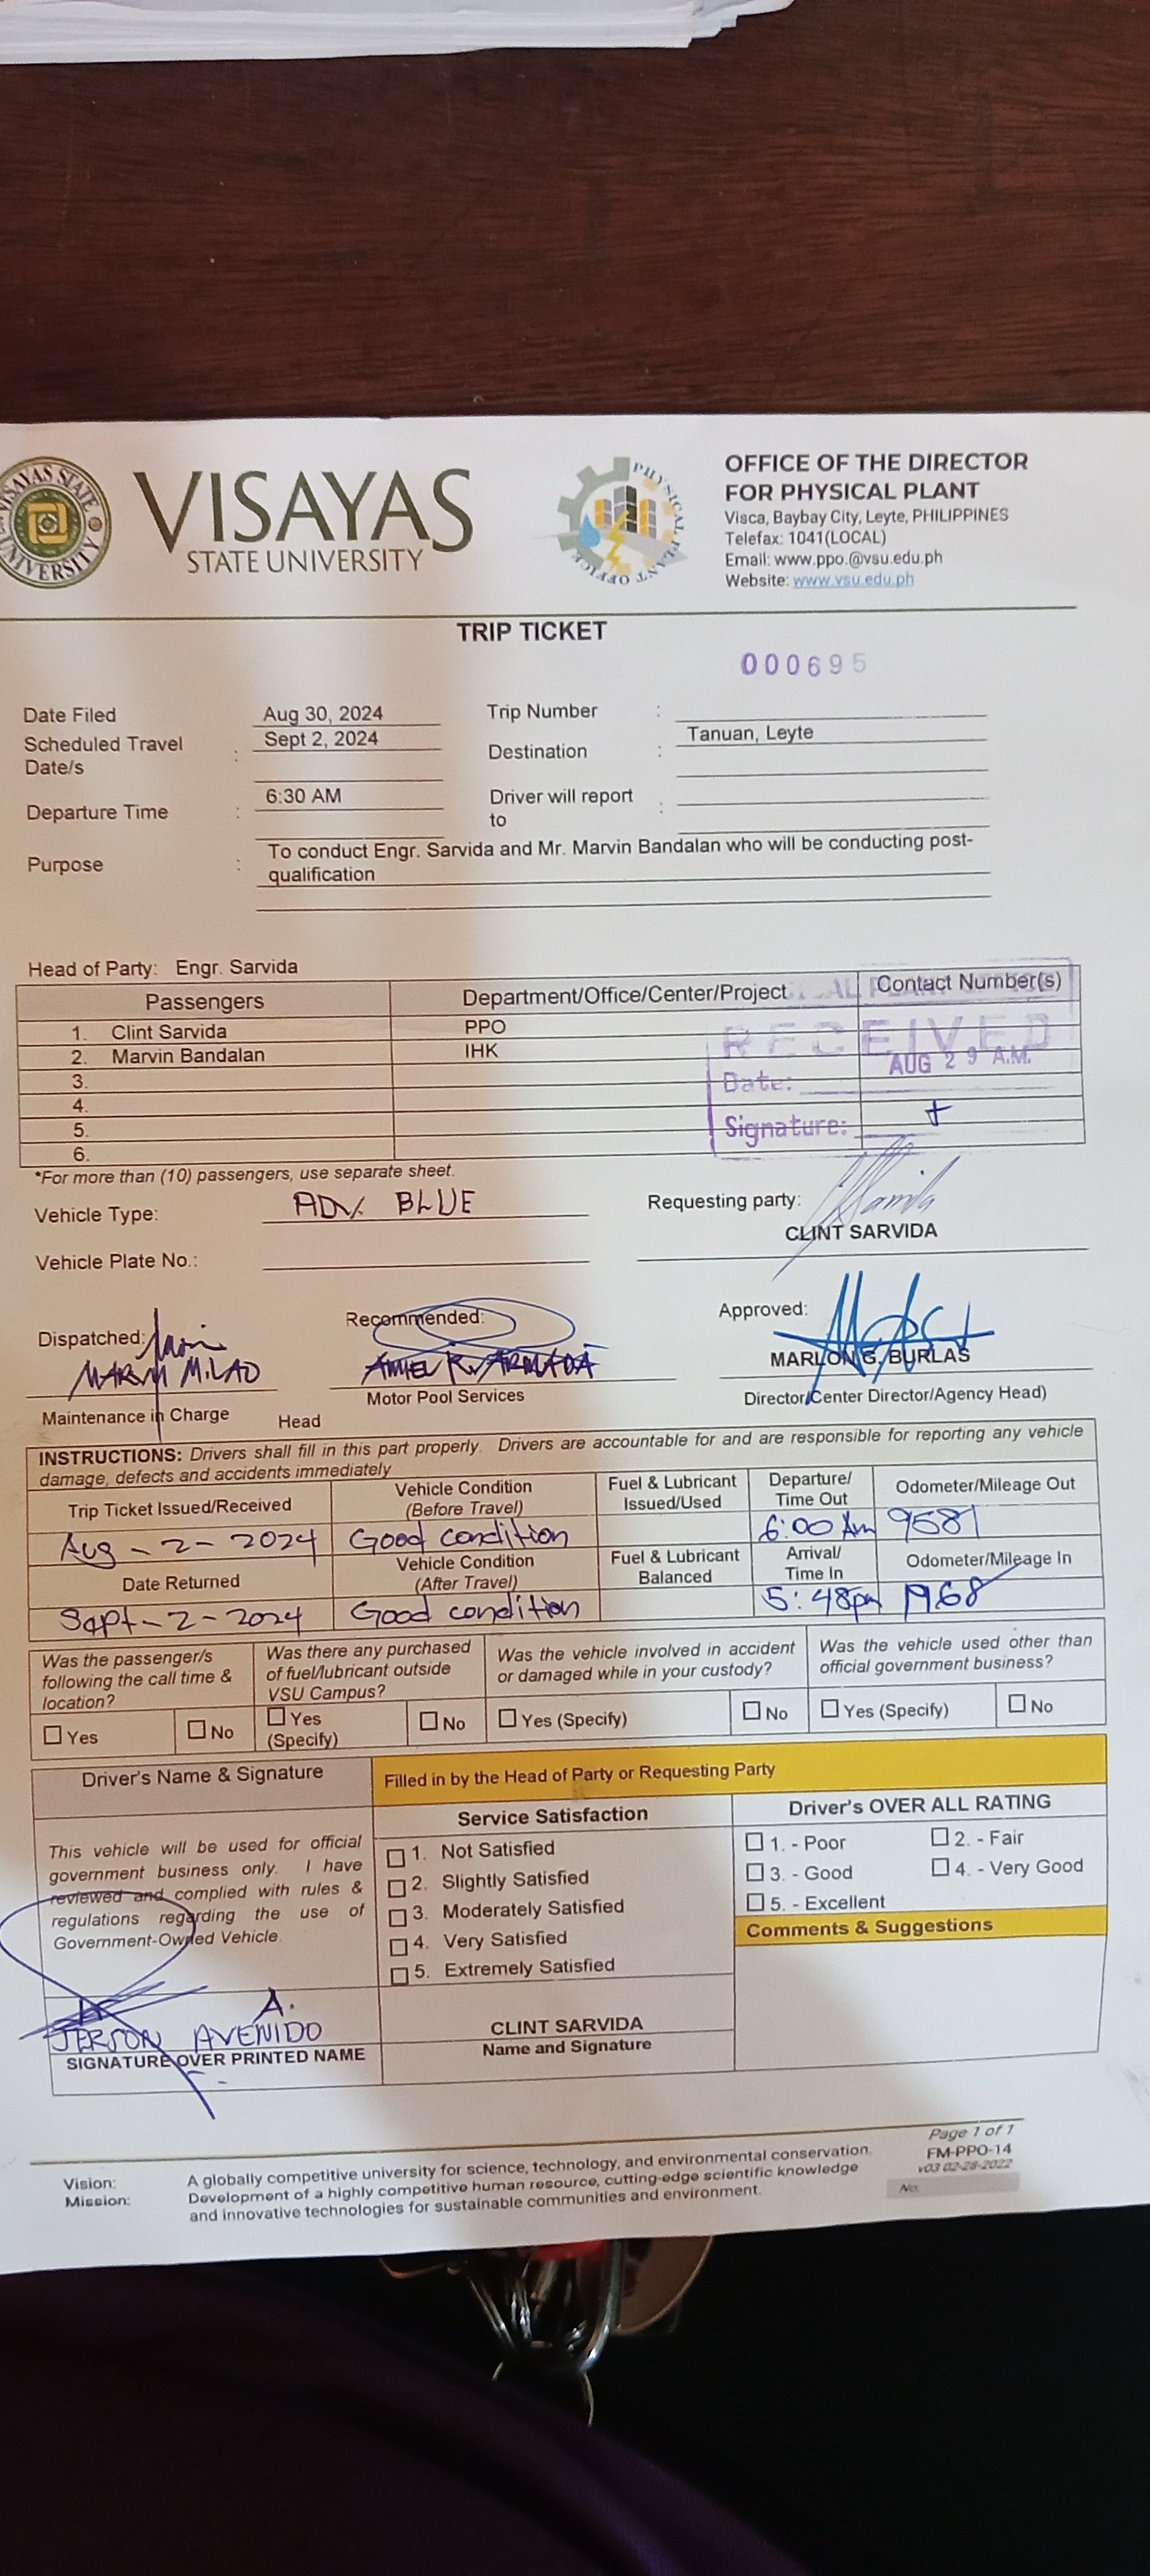 VISAYAS
STATE UNIVERSITY
VISAYAS STATE UNIVERSITY
PHYSICAL PLANT OFFICE
OFFICE OF THE DIRECTOR
FOR PHYSICAL PLANT
Visca, Baybay City, Leyte, PHILIPPINES
Telefax: 1041(LOCAL)
Email: www.ppo.@vsu.edu.ph
Website: www.vsu.edu.ph
TRIP TICKET
000695
Date Filed Aug 30, 2024 Trip Number :
Scheduled Travel Date/s : Sept 2, 2024 Destination : Tanuan, Leyte
Departure Time : 6:30 AM Driver will report to :
Purpose : To conduct Engr. Sarvida and Mr. Marvin Bandalan who will be conducting post-
qualification
Head of Party: Engr. Sarvida
Passengers Department/Office/Center/Project Contact Number(s)
1. Clint Sarvida PPO
2. Marvin Bandalan IHK
3.
4.
5.
6.
RECEIVED
Date: AUG 29 A.M.
Signature:
*For more than (10) passengers, use separate sheet.
Vehicle Type: ADV. BLUE Requesting party:
CLINT SARVIDA
Vehicle Plate No.:
Dispatched: Recommended: Approved:
MARVIN MILAO AMIEL R. ARMADA MARLON G. BURLAS
Maintenance in Charge Head Motor Pool Services Director/Center Director/Agency Head)
INSTRUCTIONS: Drivers shall fill in this part properly. Drivers are accountable for and are responsible for reporting any vehicle
damage, defects and accidents immediately
Trip Ticket Issued/Received Vehicle Condition (Before Travel) Fuel & Lubricant Issued/Used Departure/ Time Out Odometer/Mileage Out
Aug - 2 - 2024 Good condition 6:00 Am 9581
Date Returned Vehicle Condition (After Travel) Fuel & Lubricant Balanced Arrival/ Time In Odometer/Mileage In
Sept - 2 - 2024 Good condition 5:48pm
Was the passenger/s following the call time & location? Was there any purchased of fuel/lubricant outside VSU Campus? Was the vehicle involved in accident or damaged while in your custody? Was the vehicle used other than official government business?
Yes No Yes (Specify) No Yes (Specify) No Yes (Specify) No
Driver's Name & Signature Filled in by the Head of Party or Requesting Party
Service Satisfaction Driver's OVER ALL RATING
This vehicle will be used for official
government business only. I have
reviewed and complied with rules &
regulations regarding the use of
Government-Owned Vehicle.
1. Not Satisfied
2. Slightly Satisfied
3. Moderately Satisfied
4. Very Satisfied
5. Extremely Satisfied
1. - Poor 2. - Fair
3. - Good 4. - Very Good
5. - Excellent
Comments & Suggestions
JERSON A. AVENIDO
SIGNATURE OVER PRINTED NAME
CLINT SARVIDA
Name and Signature
Page 1 of 1
FM-PPO-14
v03 02-28-2022
No.
Vision: A globally competitive university for science, technology, and environmental conservation.
Mission: Development of a highly competitive human resource, cutting-edge scientific knowledge
and innovative technologies for sustainable communities and environment.